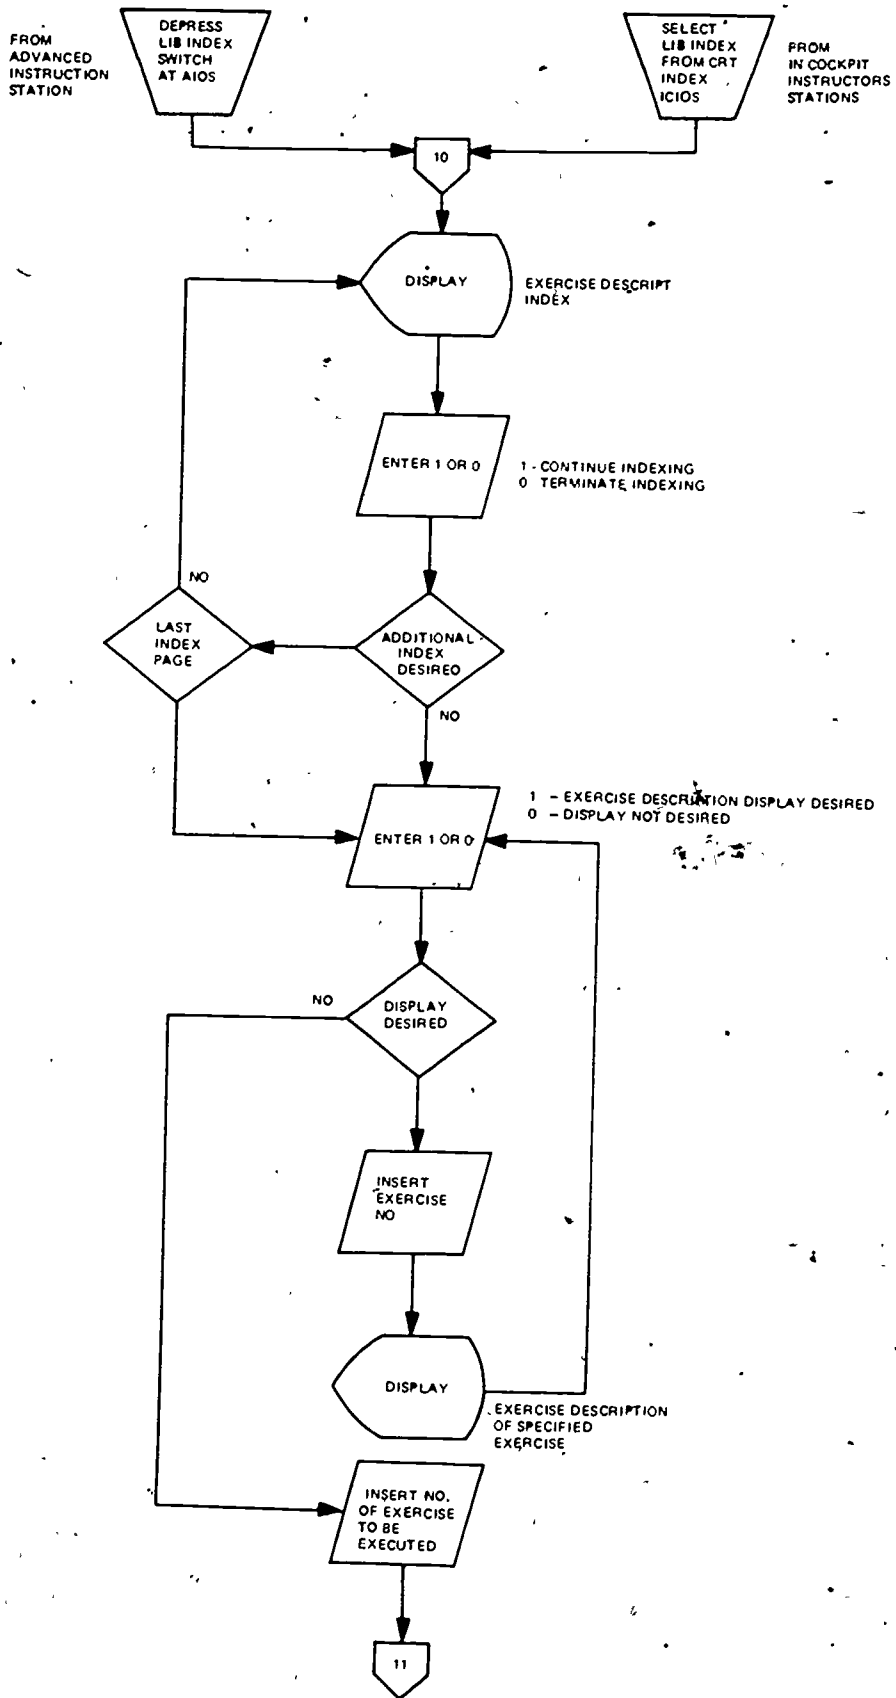 FROM
ADVANCED
INSTRUCTION
STATION
DEPRESS
LIB INDEX
SWITCH
AT AIOS
SELECT
LIB INDEX
FROM CRT
INDEX
ICIOS
FROM
IN COCKPIT
INSTRUCTORS
STATIONS
10
DISPLAY
EXERCISE DESCRIPT
INDEX
ENTER 1 OR 0
1 - CONTINUE INDEXING
0 TERMINATE INDEXING
NO
LAST
INDEX
PAGE
ADDITIONAL
INDEX
DESIRED
NO
1 - EXERCISE DESCRIPTION DISPLAY DESIRED
0 - DISPLAY NOT DESIRED
ENTER 1 OR 0
NO
DISPLAY
DESIRED
INSERT
EXERCISE
NO
DISPLAY
EXERCISE DESCRIPTION
OF SPECIFIED
EXERCISE
INSERT NO.
OF EXERCISE
TO BE
EXECUTED
11